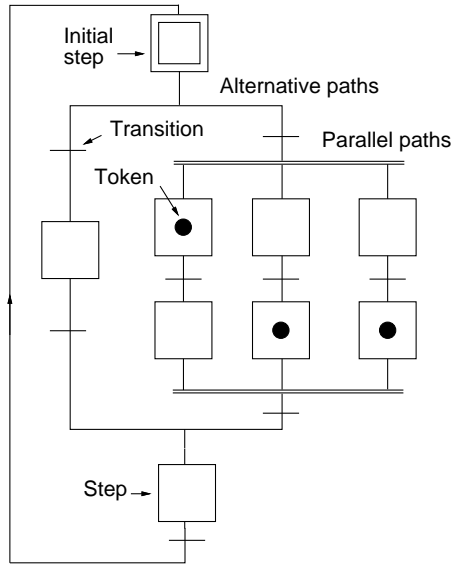 Initial
step
Alternative paths
Transition
Parallel paths
Token
Step